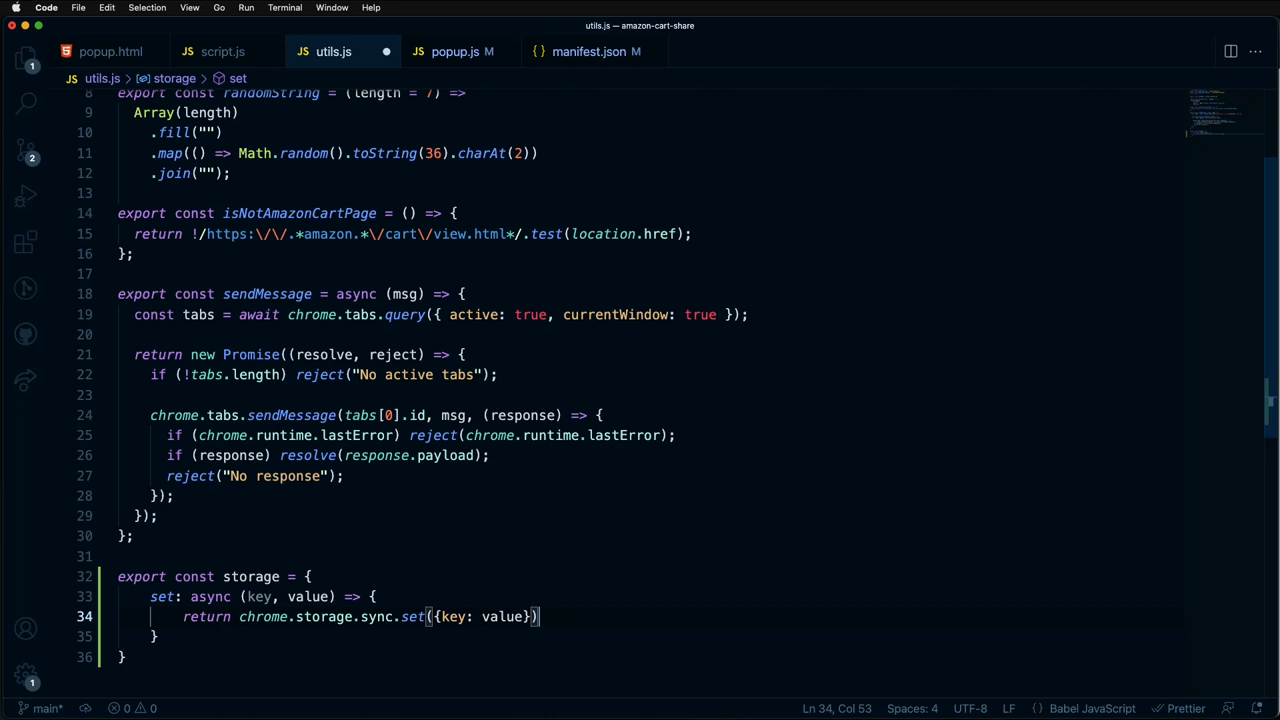 Code File Edit Selection View Go Run Terminal Window Help
utils.js — amazon-cart-share
popup.html JS script.js JS utils.js JS popup.js M {} manifest.json M
JS utils.js > storage > set
1
2
2
8 export const randomString = (length = 7) =>
9 Array(length)
10 .fill("")
11 .map(() => Math.random().toString(36).charAt(2))
12 .join("");
13
14 export const isNotAmazonCartPage = () => {
15 return !/https:\/\/.*amazon.*\/cart\/view.html*/.test(location.href);
16 };
17
18 export const sendMessage = async (msg) => {
19 const tabs = await chrome.tabs.query({ active: true, currentWindow: true });
20
21 return new Promise((resolve, reject) => {
22 if (!tabs.length) reject("No active tabs");
23
24 chrome.tabs.sendMessage(tabs[0].id, msg, (response) => {
25 if (chrome.runtime.lastError) reject(chrome.runtime.lastError);
26 if (response) resolve(response.payload);
27 reject("No response");
28 });
29 });
30 };
31
32 export const storage = {
33 set: async (key, value) => {
34 return chrome.storage.sync.set({key: value})
35 }
36 }
1
main* 0 0 Ln 34, Col 53 Spaces: 4 UTF-8 LF {} Babel JavaScript Prettier